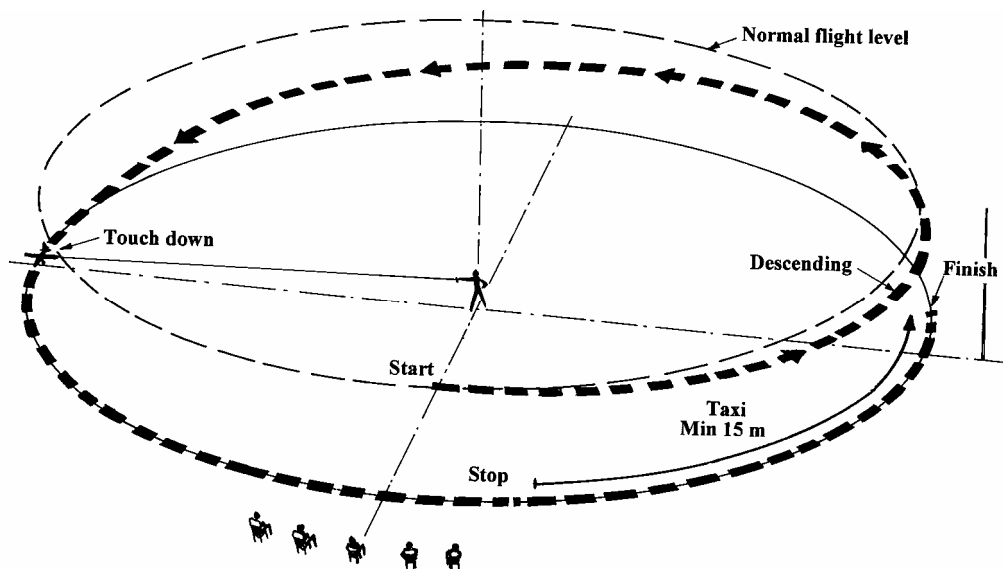 Normal flight level
Touch down
Descending
Finish
Start
Taxi
Min 15 m
Stop